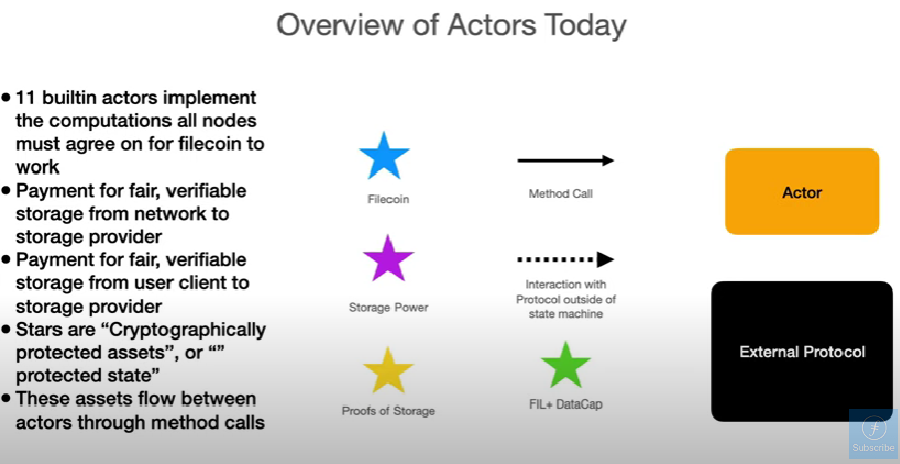 Overview of Actors Today
• 11 builtin actors implement
the computations all nodes
must agree on for filecoin to
work
• Payment for fair, verifiable
storage from network to
storage provider
• Payment for fair, verifiable
storage from user client to
storage provider
• Stars are “Cryptographically
protected assets”, or “”
protected state”
• These assets flow between
actors through method calls
Filecoin
Method Call
Actor
Storage Power
Interaction with
Protocol outside of
state machine
External Protocol
Proofs of Storage
FIL+ DataCap
Subscribe